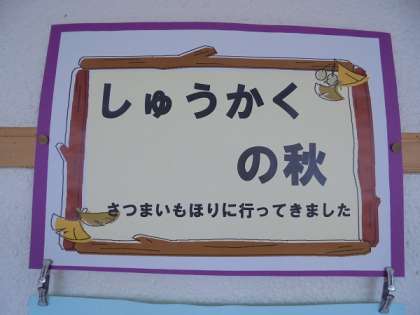 しゅうかく
の秋
さつまいもほりに行ってきました